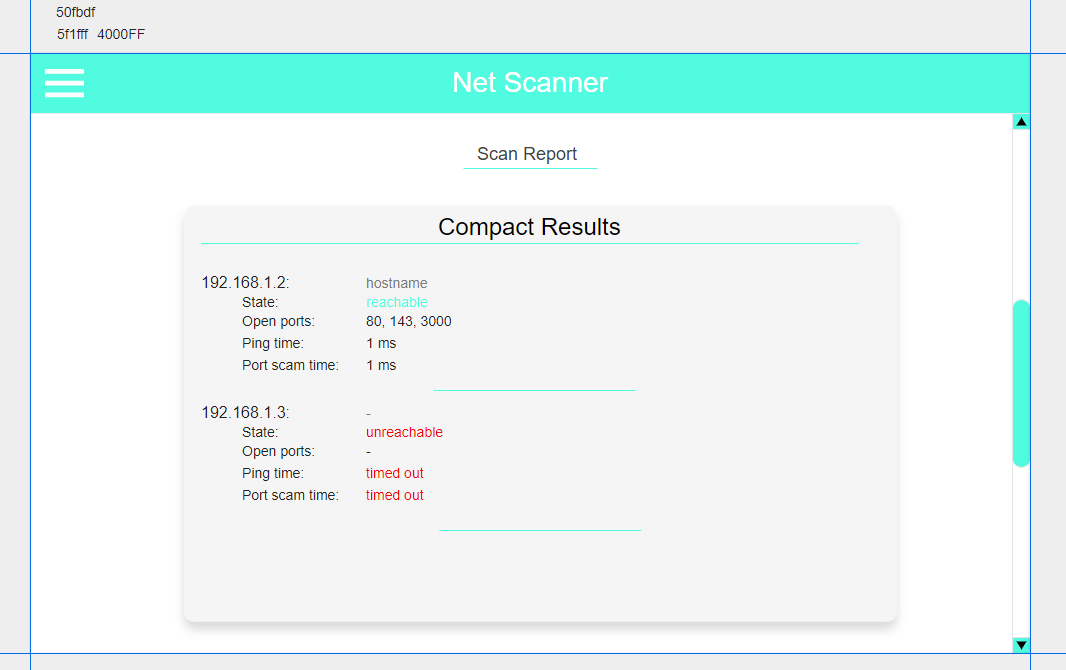 50fbdf
5f1fff 4000FF
Net Scanner
Scan Report
Compact Results
192.168.1.2: hostname
State: reachable
Open ports: 80, 143, 3000
Ping time: 1 ms
Port scam time: 1 ms
192.168.1.3: -
State: unreachable
Open ports: -
Ping time: timed out
Port scam time: timed out